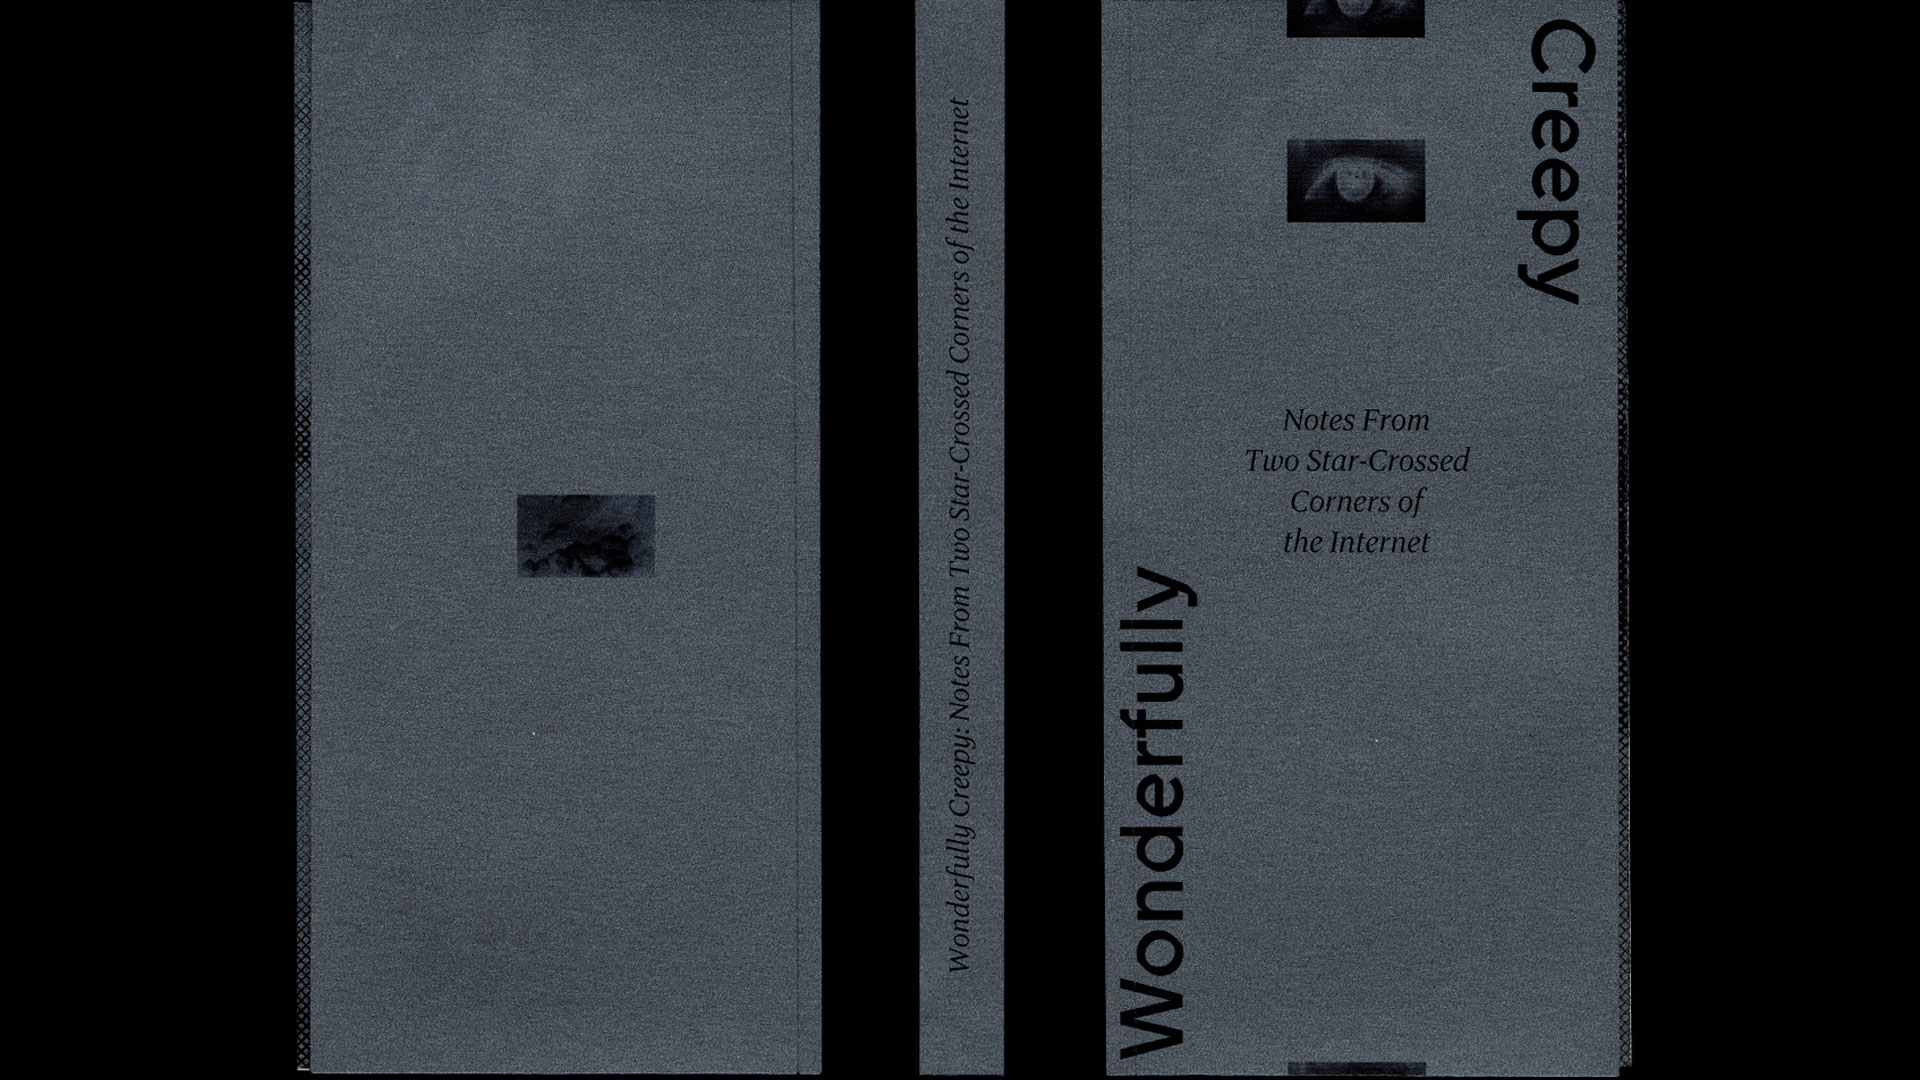 Wonderfully Creepy: Notes From Two Star-Crossed Corners of the Internet
Wonderfully
Creepy
Notes From
Two Star-Crossed
Corners of
the Internet